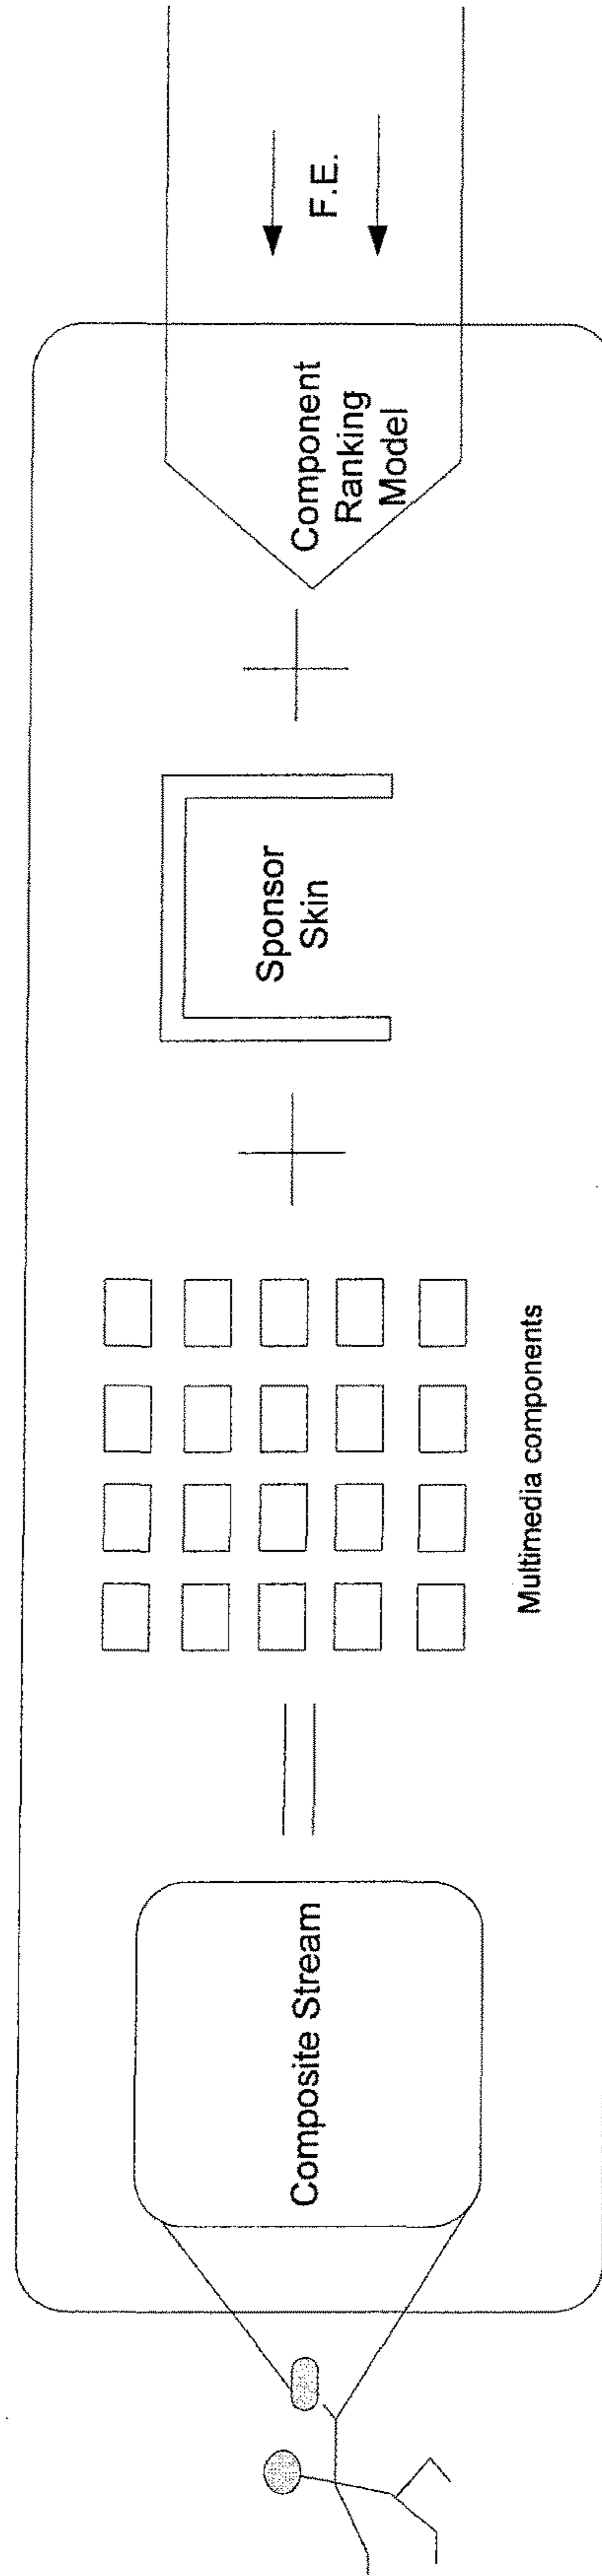 Composite Stream
Multimedia components
Sponsor
Skin
Component
Ranking
Model
F.E.